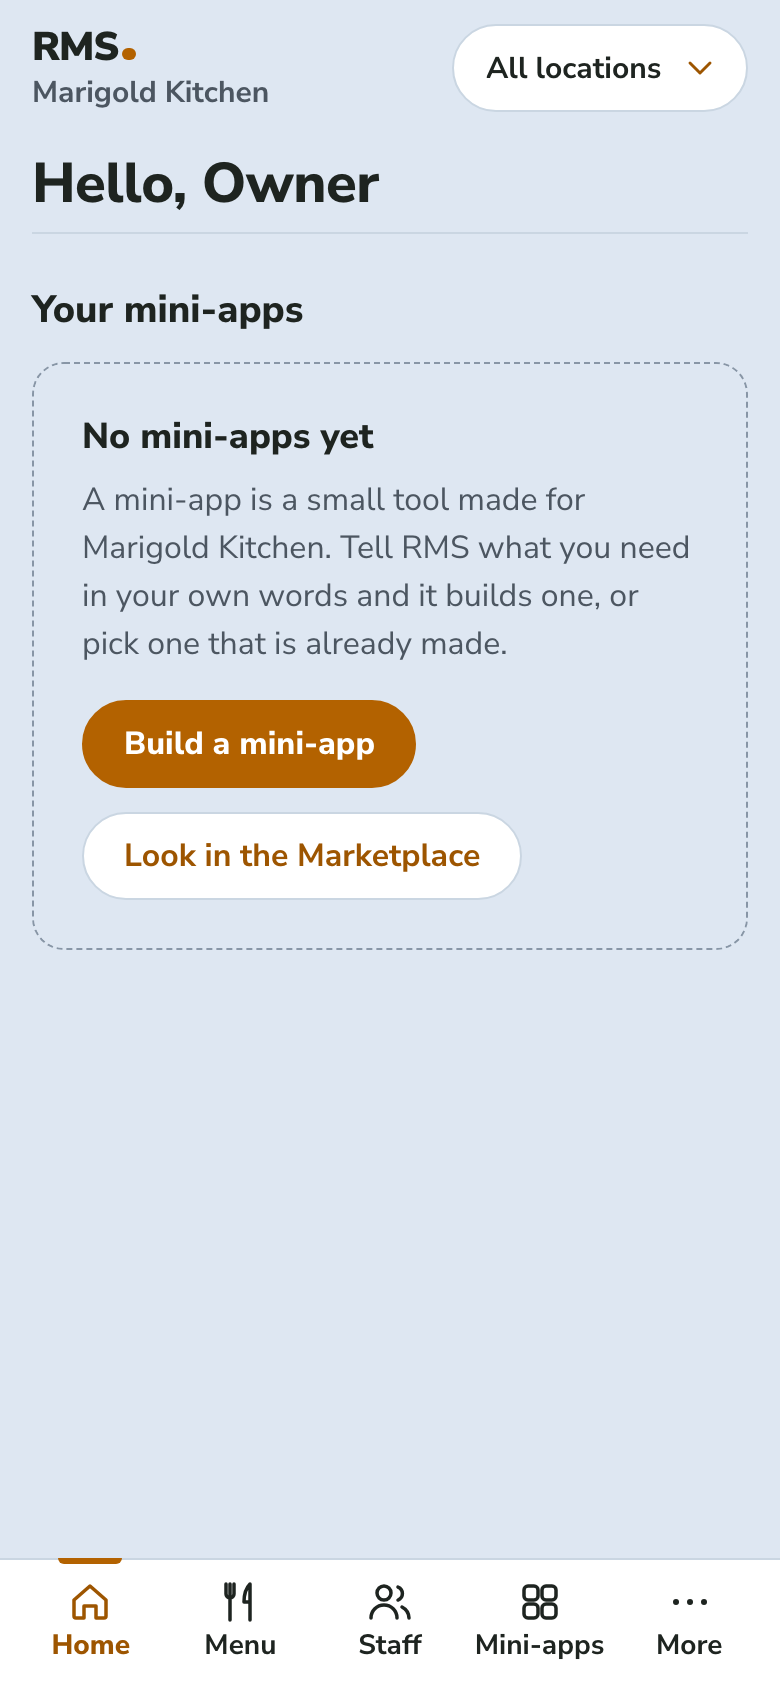 RMS.
Marigold Kitchen
All locations
Hello, Owner
Your mini-apps
No mini-apps yet
A mini-app is a small tool made for
Marigold Kitchen. Tell RMS what you need
in your own words and it builds one, or
pick one that is already made.
Build a mini-app
Look in the Marketplace
Home
Menu
Staff
Mini-apps
More